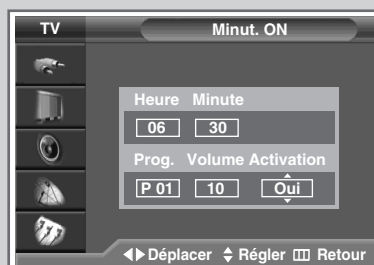 TV Minut. ON
Heure Minute
06 30
Prog. Volume Activation
P 01 10 Oui
Déplacer Régler Retour